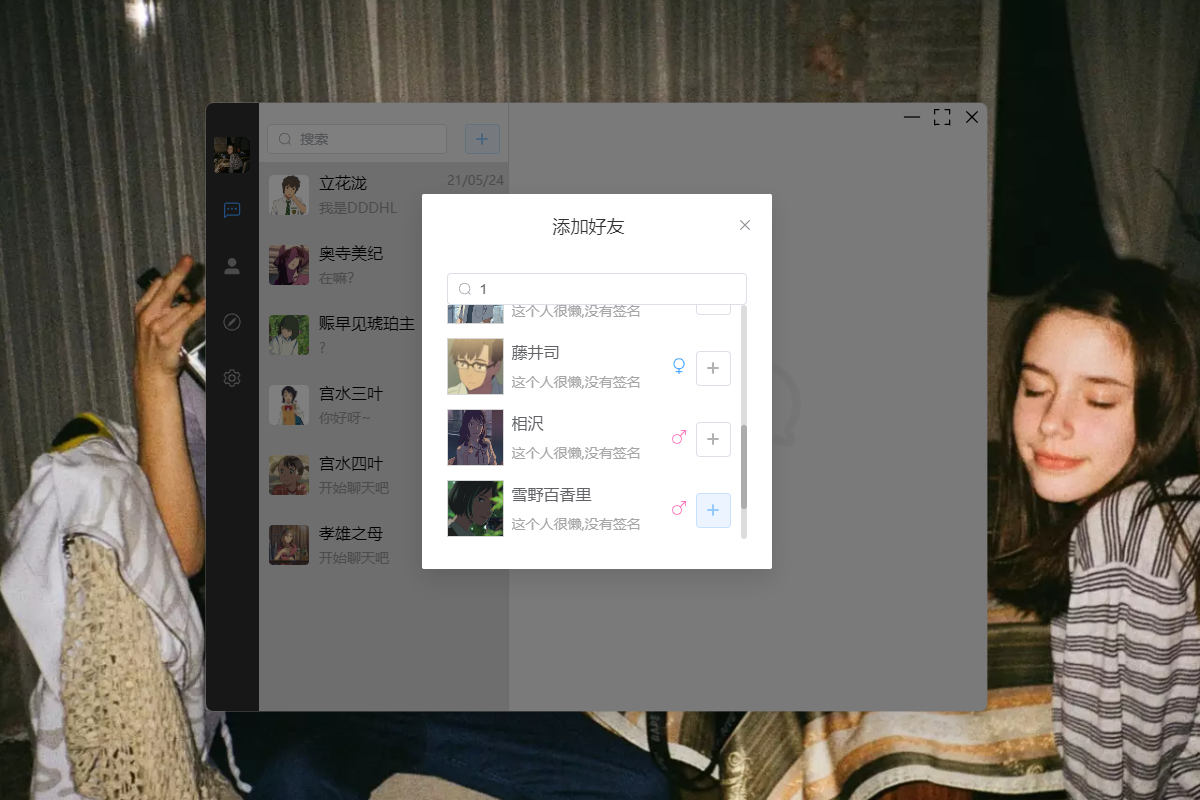 搜索
立花泷
21/05/24
我是DDDHL
奥寺美纪
在嘛?
赈早见琥珀主
?
宫水三叶
你好呀~
宫水四叶
开始聊天吧
孝雄之母
开始聊天吧
添加好友
1
这个人很懒,没有签名
藤井司
这个人很懒,没有签名
相沢
这个人很懒,没有签名
雪野百香里
这个人很懒,没有签名